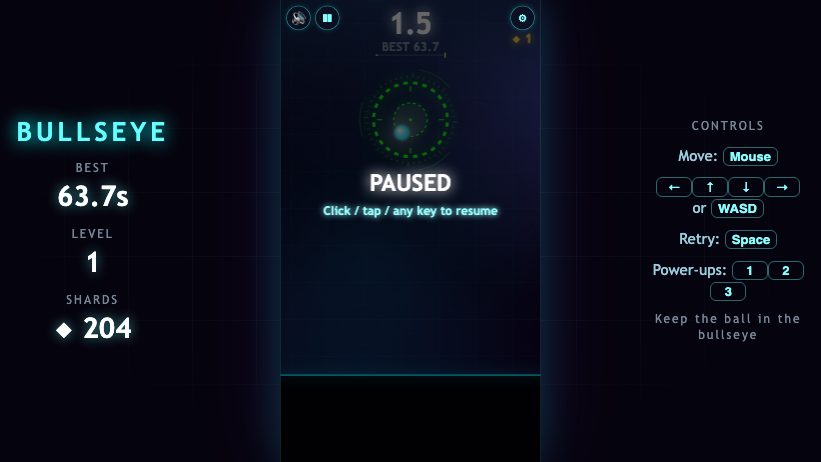 1.5
BEST 63.7
1
BULLSEYE
BEST
63.7s
LEVEL
1
SHARDS
204
PAUSED
Click / tap / any key to resume
CONTROLS
Move: Mouse
← ↑ ↓ →
or WASD
Retry: Space
Power-ups: 1 2
3
Keep the ball in the
bullseye